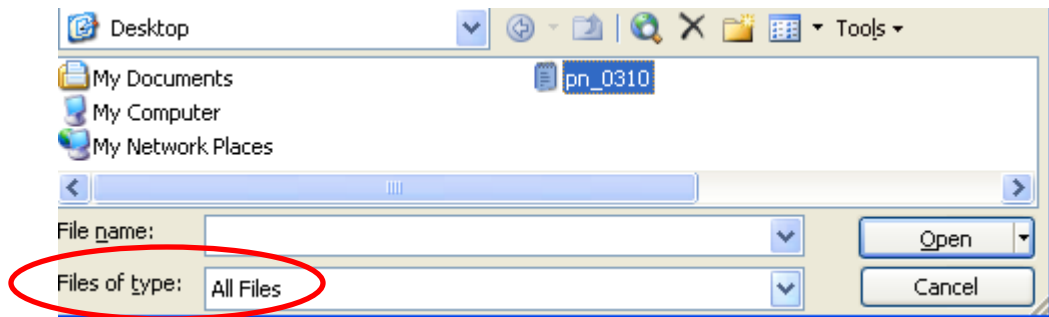 Desktop Tools
My Documents pn_0310
My Computer
My Network Places
File name: Open
Files of type: All Files Cancel